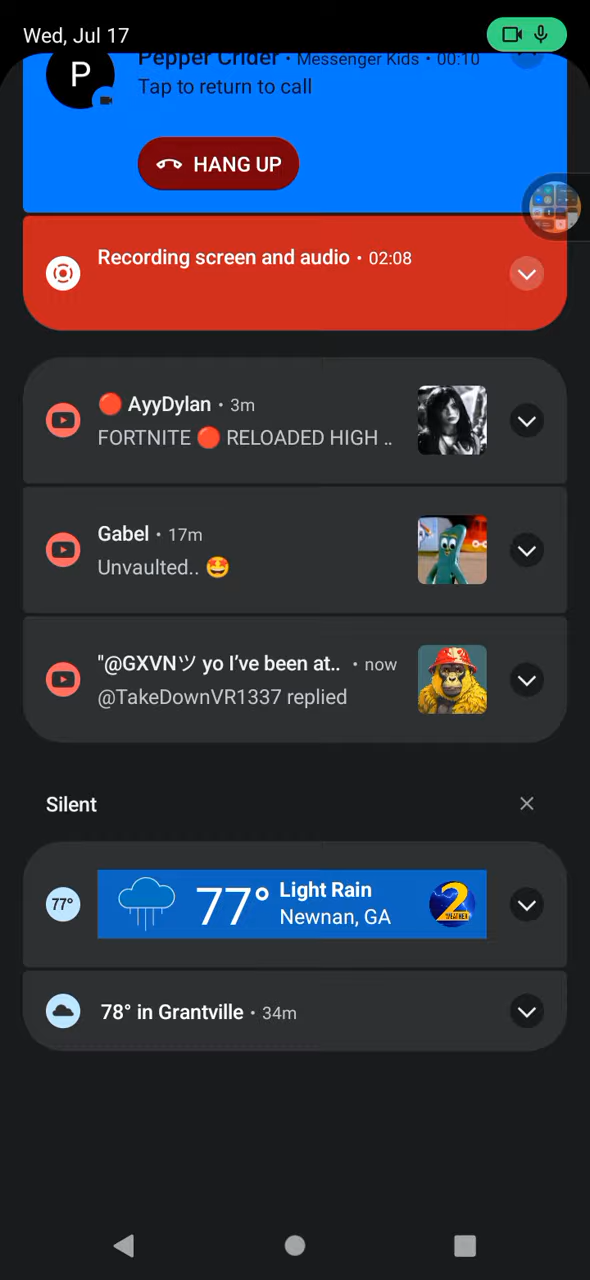 Wed, Jul 17
P
Pepper Crider • Messenger Kids • 00:10
Tap to return to call
HANG UP
Recording screen and audio • 02:08
🔴 AyyDylan • 3m
FORTNITE 🔴 RELOADED HIGH ..
Gabel • 17m
Unvaulted.. 🤩
"@GXVNツ yo I’ve been at.. • now
@TakeDownVR1337 replied
Silent
77°
77°
Light Rain
Newnan, GA
2
WEATHER
78° in Grantville • 34m